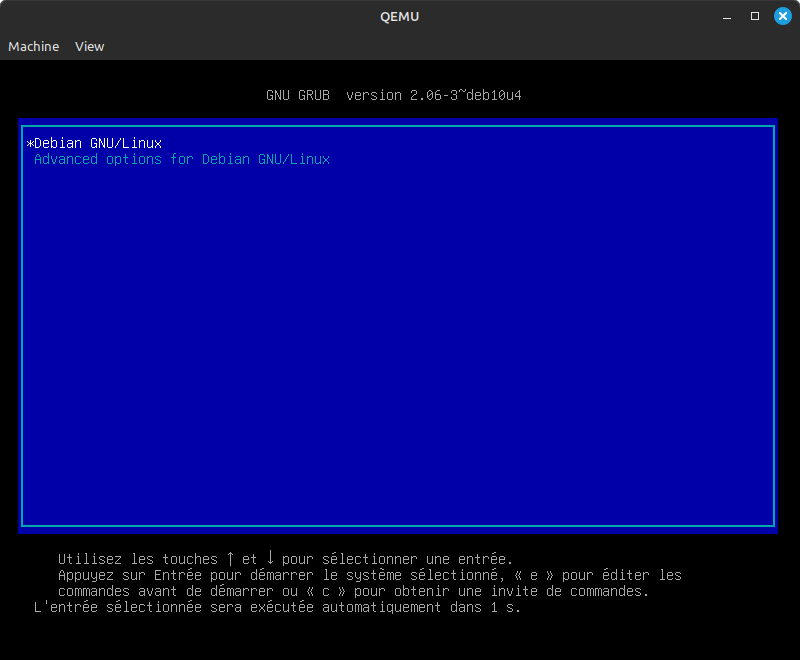 QEMU
Machine View
GNU GRUB version 2.06-3~deb10u4
*Debian GNU/Linux
Advanced options for Debian GNU/Linux
Utilisez les touches ↑ et ↓ pour sélectionner une entrée.
Appuyez sur Entrée pour démarrer le système sélectionné, « e » pour éditer les
commandes avant de démarrer ou « c » pour obtenir une invite de commandes.
L'entrée sélectionnée sera exécutée automatiquement dans 1 s.